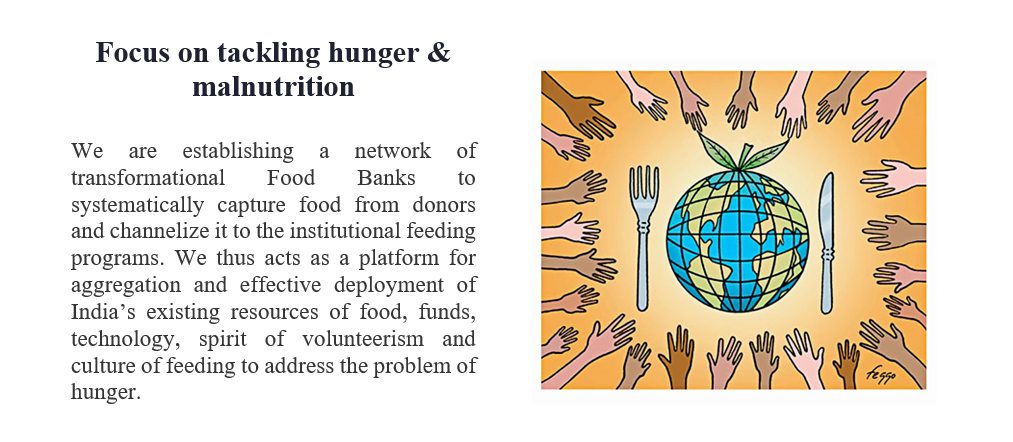 Focus on tackling hunger &
malnutrition
We are establishing a network of
transformational Food Banks to
systematically capture food from donors
and channelize it to the institutional feeding
programs. We thus acts as a platform for
aggregation and effective deployment of
India’s existing resources of food, funds,
technology, spirit of volunteerism and
culture of feeding to address the problem of
hunger.
feggo